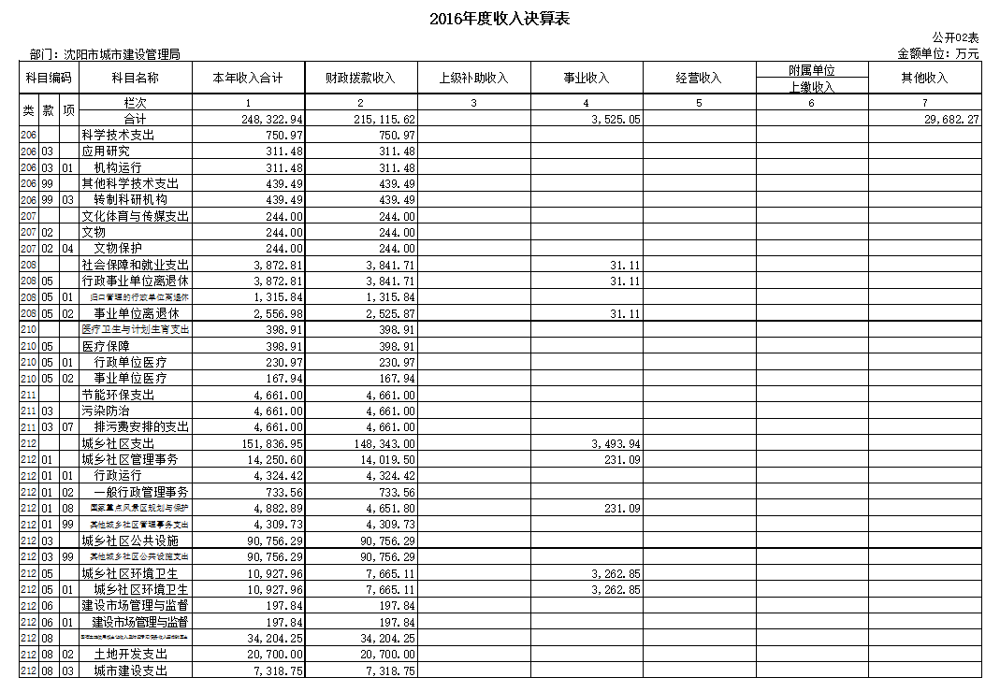 2016年度收入决算表
公开02表
部门：沈阳市城市建设管理局 金额单位：万元
科目编码 科目名称 本年收入合计 财政拨款收入 上级补助收入 事业收入 经营收入 附属单位上缴收入 其他收入
类 款 项 栏次 1 2 3 4 5 6 7
合计 248,322.94 215,115.62 3,525.05 29,682.27
206 科学技术支出 750.97 750.97
206 03 应用研究 311.48 311.48
206 03 01 机构运行 311.48 311.48
206 99 其他科学技术支出 439.49 439.49
206 99 03 转制科研机构 439.49 439.49
207 文化体育与传媒支出 244.00 244.00
207 02 文物 244.00 244.00
207 02 04 文物保护 244.00 244.00
208 社会保障和就业支出 3,872.81 3,841.71 31.11
208 05 行政事业单位离退休 3,872.81 3,841.71 31.11
208 05 01 归口管理的行政单位离退休 1,315.84 1,315.84
208 05 02 事业单位离退休 2,556.98 2,525.87 31.11
210 医疗卫生与计划生育支出 398.91 398.91
210 05 医疗保障 398.91 398.91
210 05 01 行政单位医疗 230.97 230.97
210 05 02 事业单位医疗 167.94 167.94
211 节能环保支出 4,661.00 4,661.00
211 03 污染防治 4,661.00 4,661.00
211 03 07 排污费安排的支出 4,661.00 4,661.00
212 城乡社区支出 151,836.95 148,343.00 3,493.94
212 01 城乡社区管理事务 14,250.60 14,019.50 231.09
212 01 01 行政运行 4,324.42 4,324.42
212 01 02 一般行政管理事务 733.56 733.56
212 01 08 国家重点风景区规划与保护 4,882.89 4,651.80 231.09
212 01 99 其他城乡社区管理事务支出 4,309.73 4,309.73
212 03 城乡社区公共设施 90,756.29 90,756.29
212 03 99 其他城乡社区公共设施支出 90,756.29 90,756.29
212 05 城乡社区环境卫生 10,927.96 7,665.11 3,262.85
212 05 01 城乡社区环境卫生 10,927.96 7,665.11 3,262.85
212 06 建设市场管理与监督 197.84 197.84
212 06 01 建设市场管理与监督 197.84 197.84
212 08 34,204.25 34,204.25
212 08 02 土地开发支出 20,700.00 20,700.00
212 08 03 城市建设支出 7,318.75 7,318.75